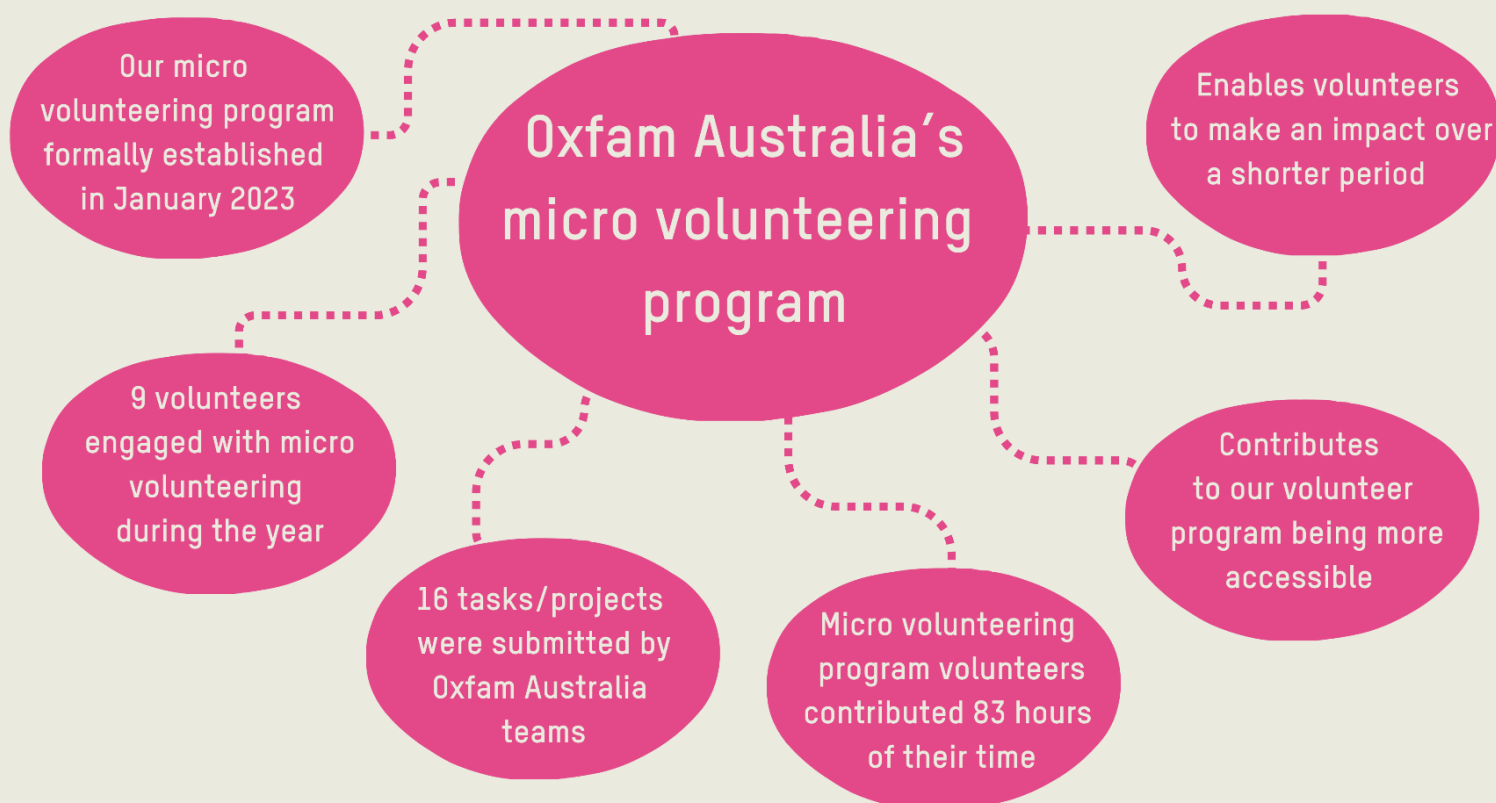 Oxfam Australia's
micro volunteering
program
Our micro
volunteering program
formally established
in January 2023
9 volunteers
engaged with micro
volunteering
during the year
16 tasks/projects
were submitted by
Oxfam Australia
teams
Micro volunteering
program volunteers
contributed 83 hours
of their time
Contributes
to our volunteer
program being more
accessible
Enables volunteers
to make an impact over
a shorter period